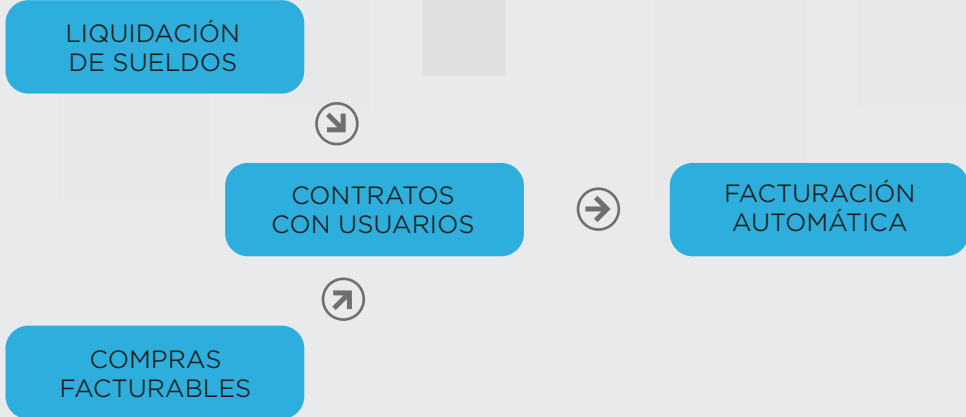 LIQUIDACIÓN
DE SUELDOS
CONTRATOS
CON USUARIOS
FACTURACIÓN
AUTOMÁTICA
COMPRAS
FACTURABLES